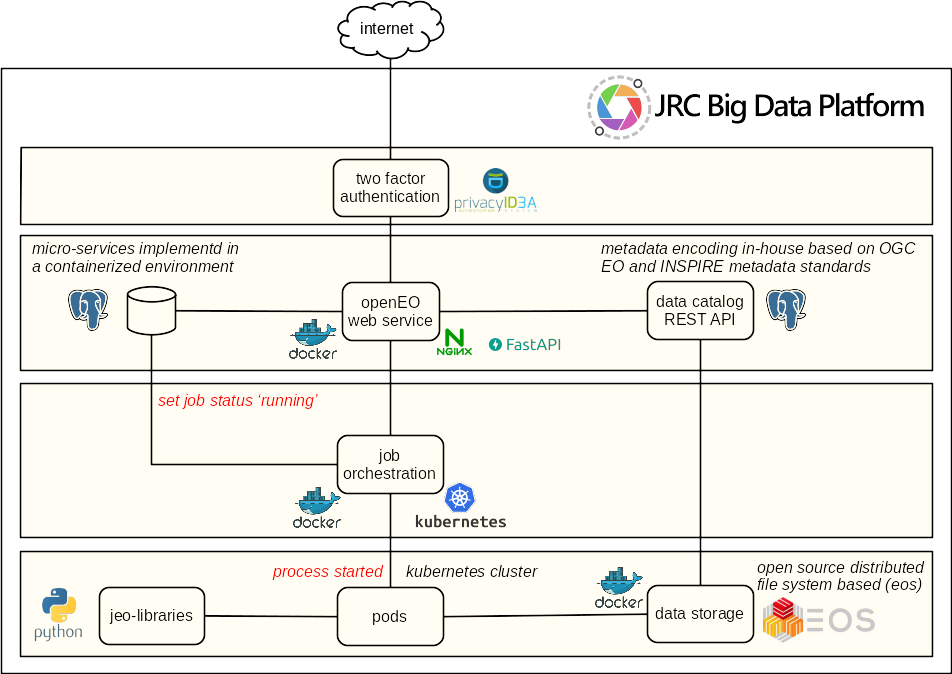 internet
JRC Big Data Platform
two factor
authentication
privacyID3A
AUTHENTICATION SYSTEM
micro-services implementd in
a containerized environment
metadata encoding in-house based on OGC
EO and INSPIRE metadata standards
openEO
web service
data catalog
REST API
docker
NGINX
FastAPI
set job status ‘running’
job
orchestration
docker
kubernetes
process started
kubernetes cluster
open source distributed
file system based (eos)
docker
python
jeo-libraries
pods
data storage
EOS